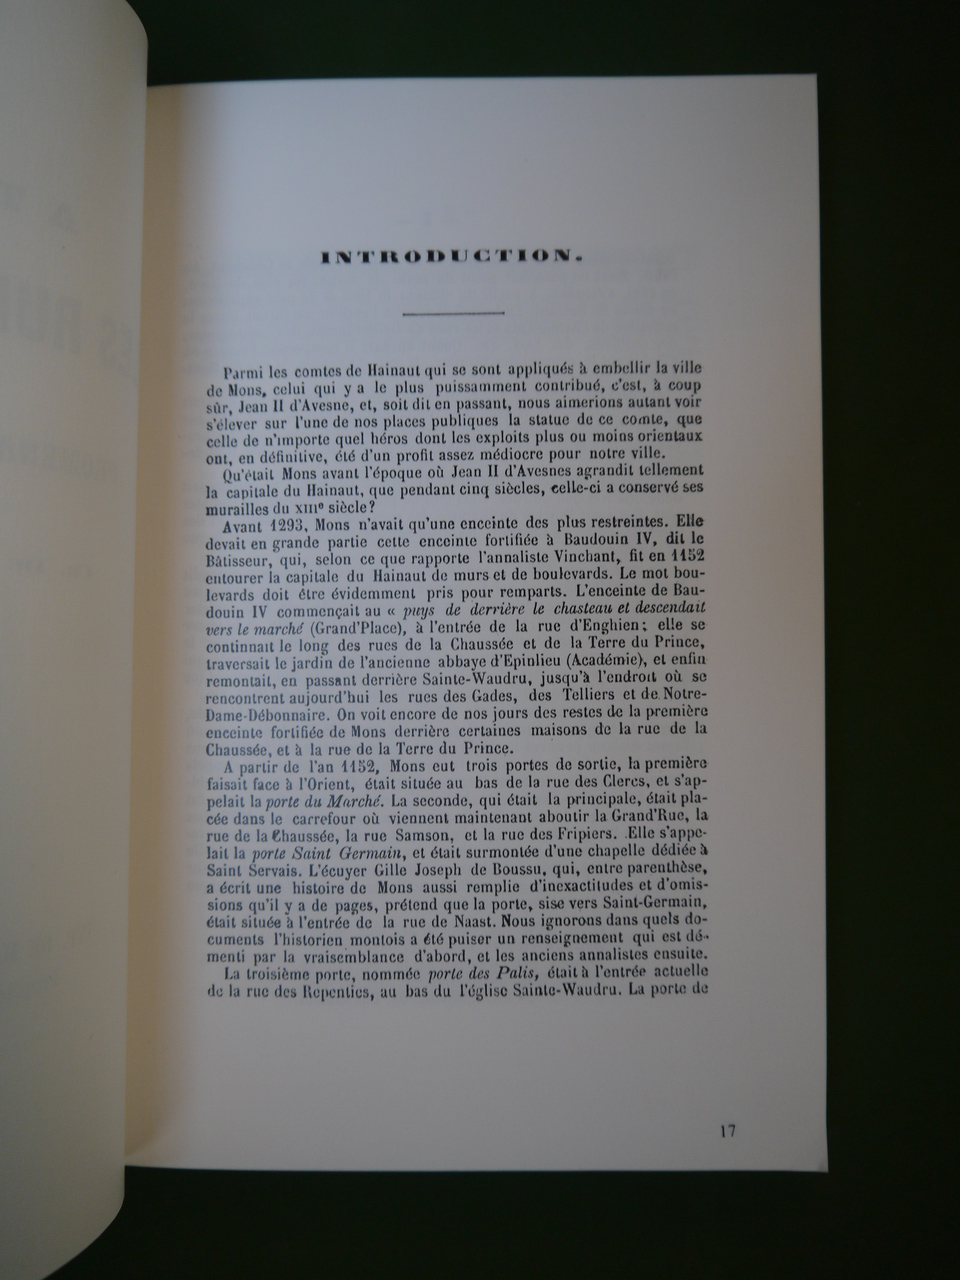 INTRODUCTION.
Parmi les comtes de Hainaut qui se sont appliqués à embellir la ville
de Mons, celui qui y a le plus puissamment contribué, c'est, à coup
sûr, Jean II d'Avesne, et, soit dit en passant, nous aimerions autant voir
s'élever sur l'une de nos places publiques la statue de ce comte, que
celle de n'importe quel héros dont les exploits plus ou moins orientaux
ont, en définitive, été d'un profit assez médiocre pour notre ville.
Qu'était Mons avant l'époque où Jean II d'Avesnes agrandit tellement
la capitale du Hainaut, que pendant cinq siècles, celle-ci a conservé ses
murailles du XIIIe siècle?
Avant 1293, Mons n'avait qu'une enceinte des plus restreintes. Elle
devait en grande partie cette enceinte fortifiée à Baudouin IV, dit le
Bâtisseur, qui, selon ce que rapporte l'annaliste Vinchant, fit en 1152
entourer la capitale du Hainaut de murs et de boulevards. Le mot bou-
levards doit être évidemment pris pour remparts. L'enceinte de Bau-
douin IV commençait au « puys de derrière le chasteau et descendait
vers le marché (Grand'Place), à l'entrée de la rue d'Enghien; elle se
continnait le long des rues de la Chaussée et de la Terre du Prince,
traversait le jardin de l'ancienne abbaye d'Epinlieu (Académie), et enfin
remontait, en passant derrière Sainte-Waudru, jusqu'à l'endroit où se
rencontrent aujourd'hui les rues des Gades, des Telliers et de Notre-
Dame-Débonnaire. On voit encore de nos jours des restes de la première
enceinte fortifiée de Mons derrière certaines maisons de la rue de la
Chaussée, et à la rue de la Terre du Prince.
A partir de l'an 1152, Mons eut trois portes de sortie, la première
faisait face à l'Orient, était située au bas de la rue des Clercs, et s'ap-
pelait la porte du Marché. La seconde, qui était la principale, était pla-
cée dans le carrefour où viennent maintenant aboutir la Grand'Rue, la
rue de la Chaussée, la rue Samson, et la rue des Fripiers. Elle s'appe-
lait la porte Saint Germain, et était surmontée d'une chapelle dédiée à
Saint Servais. L'écuyer Gille Joseph de Boussu, qui, entre parenthèse,
a écrit une histoire de Mons aussi remplie d'inexactitudes et d'omis-
sions qu'il y a de pages, prétend que la porte, sise vers Saint-Germain,
était située à l'entrée de la rue de Naast. Nous ignorons dans quels do-
cuments l'historien montois a été puiser un renseignement qui est dé-
menti par la vraisemblance d'abord, et les anciens annalistes ensuite.
La troisième porte, nommée porte des Palis, était à l'entrée actuelle
de la rue des Repenties, au bas du l'église Sainte-Waudru. La porte de
17